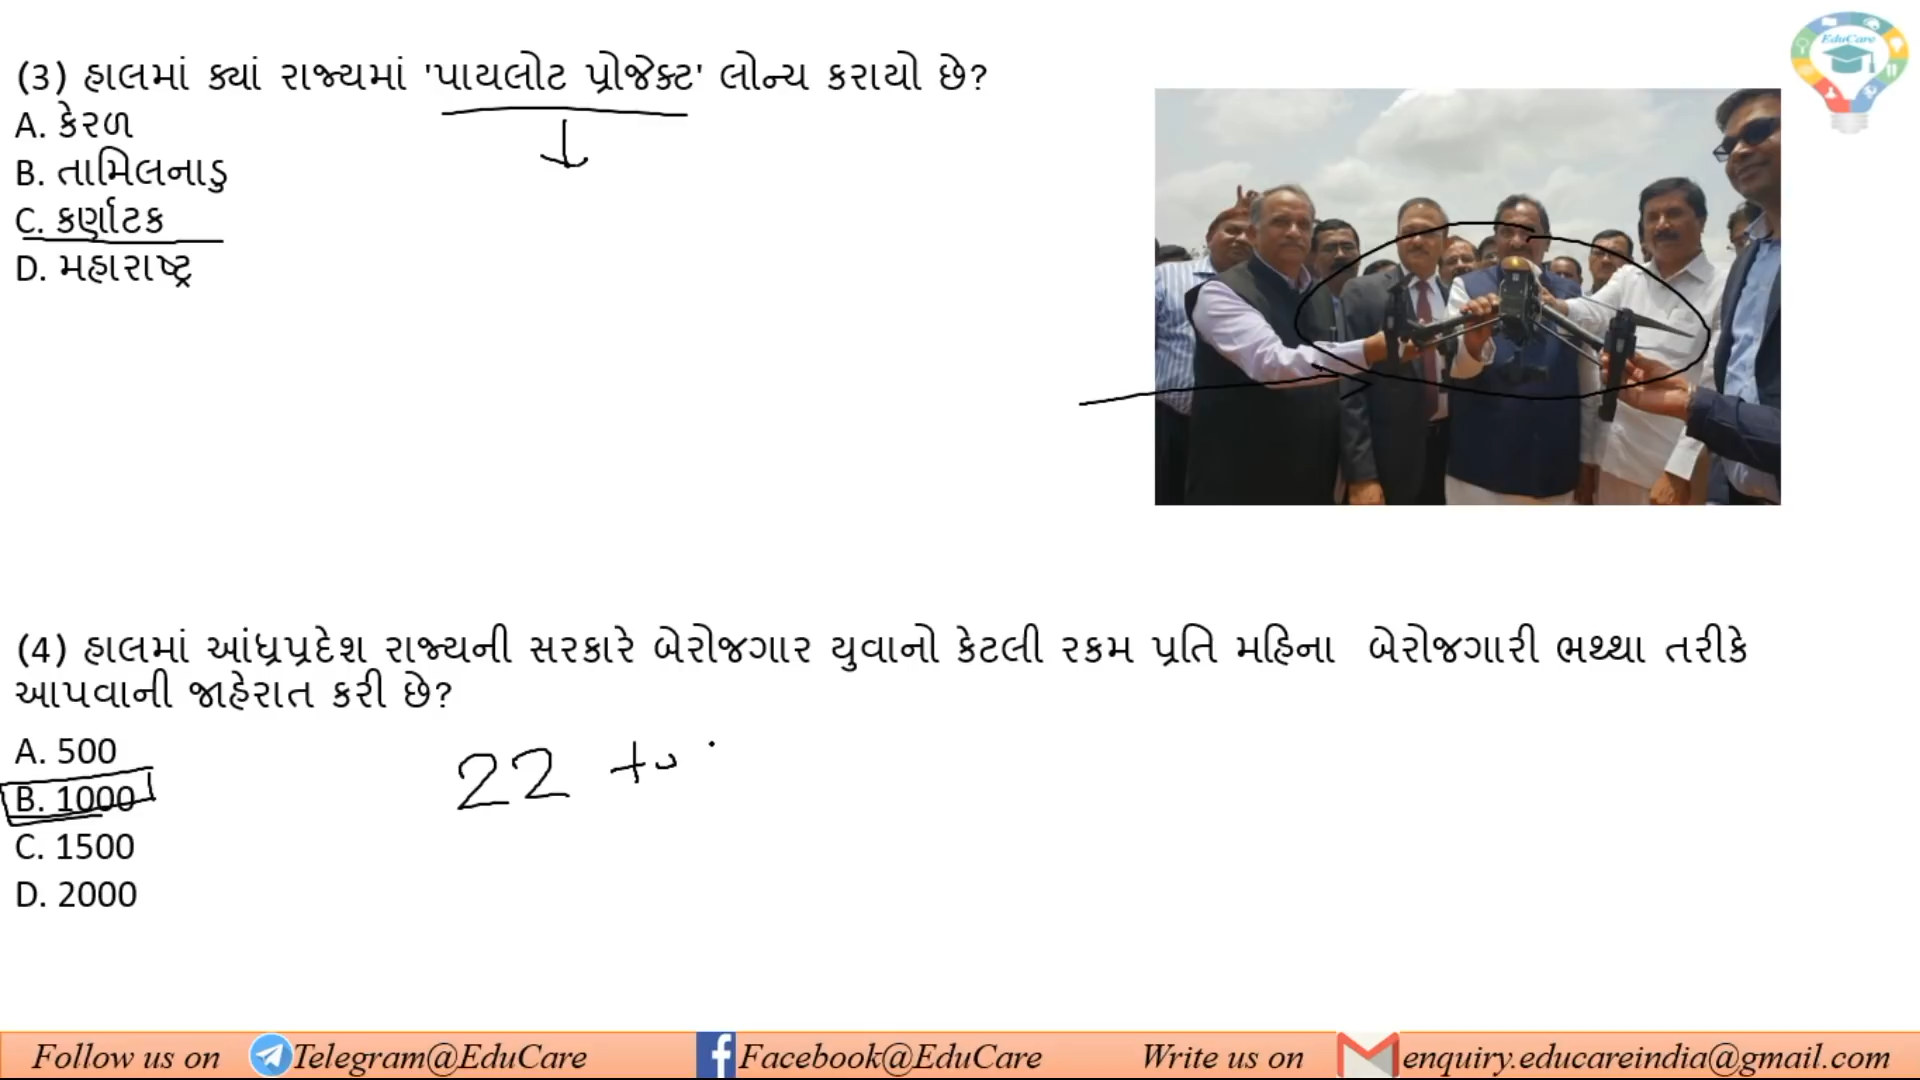 EduCare
(3) હાલમાં ક્યાં રાજ્યમાં 'પાયલોટ પ્રોજેક્ટ' લોન્ચ કરાયો છે?
A. કેરળ
B. તામિલનાડુ
C. કર્ણાટક
D. મહારાષ્ટ્ર
(4) હાલમાં આંધ્રપ્રદેશ રાજ્યની સરકારે બેરોજગાર યુવાનો કેટલી રકમ પ્રતિ મહિના બેરોજગારી ભથ્થા તરીકે
આપવાની જાહેરાત કરી છે?
A. 500
B. 1000
C. 1500
D. 2000
22 to
Follow us on Telegram@EduCare Facebook@EduCare Write us on enquiry.educareindia@gmail.com